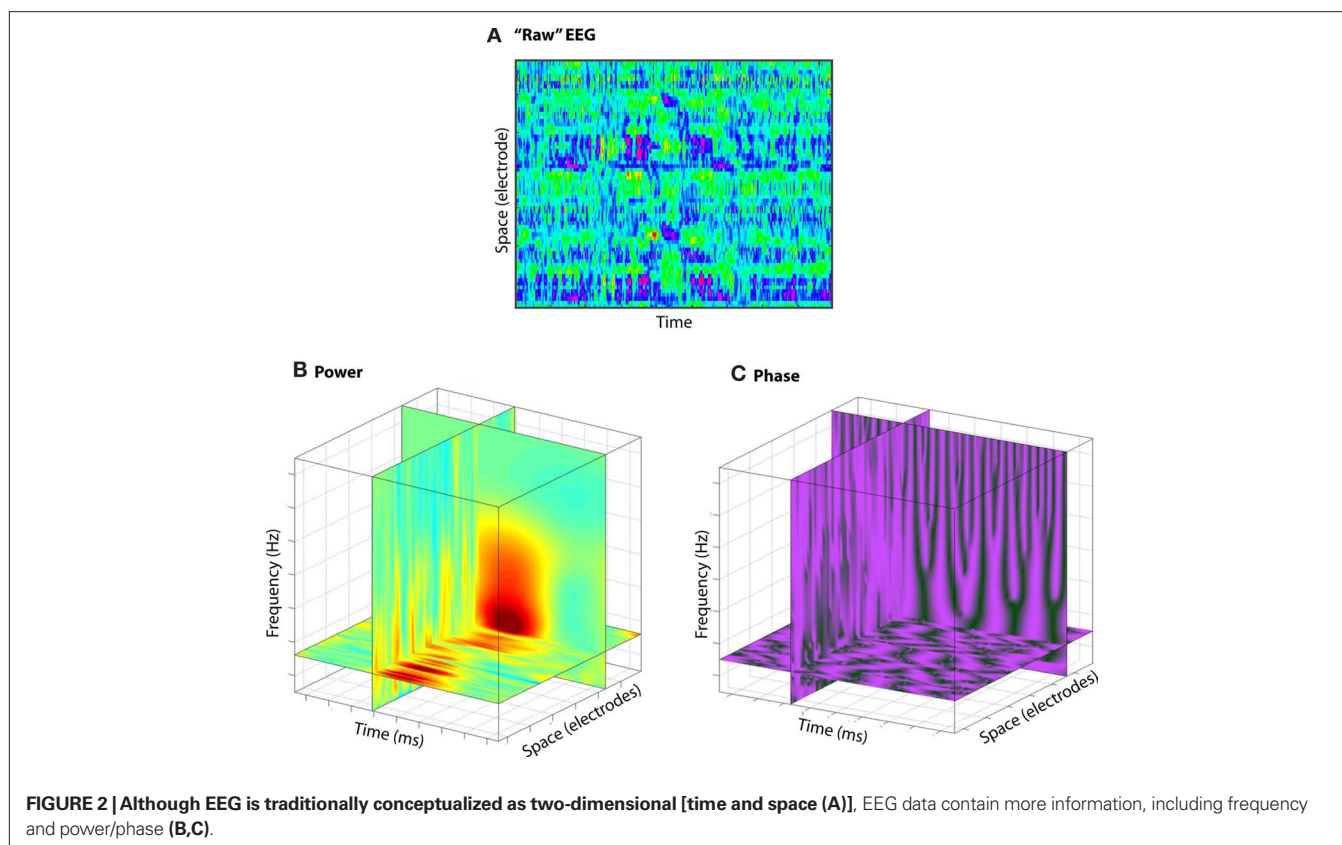 A "Raw" EEG
Space (electrode)
Time
B Power
Frequency (Hz)
Time (ms)
Space (electrodes)
C Phase
Frequency (Hz)
Time (ms)
Space (electrodes)
FIGURE 2 | Although EEG is traditionally conceptualized as two-dimensional [time and space (A)], EEG data contain more information, including frequency
and power/phase (B,C).